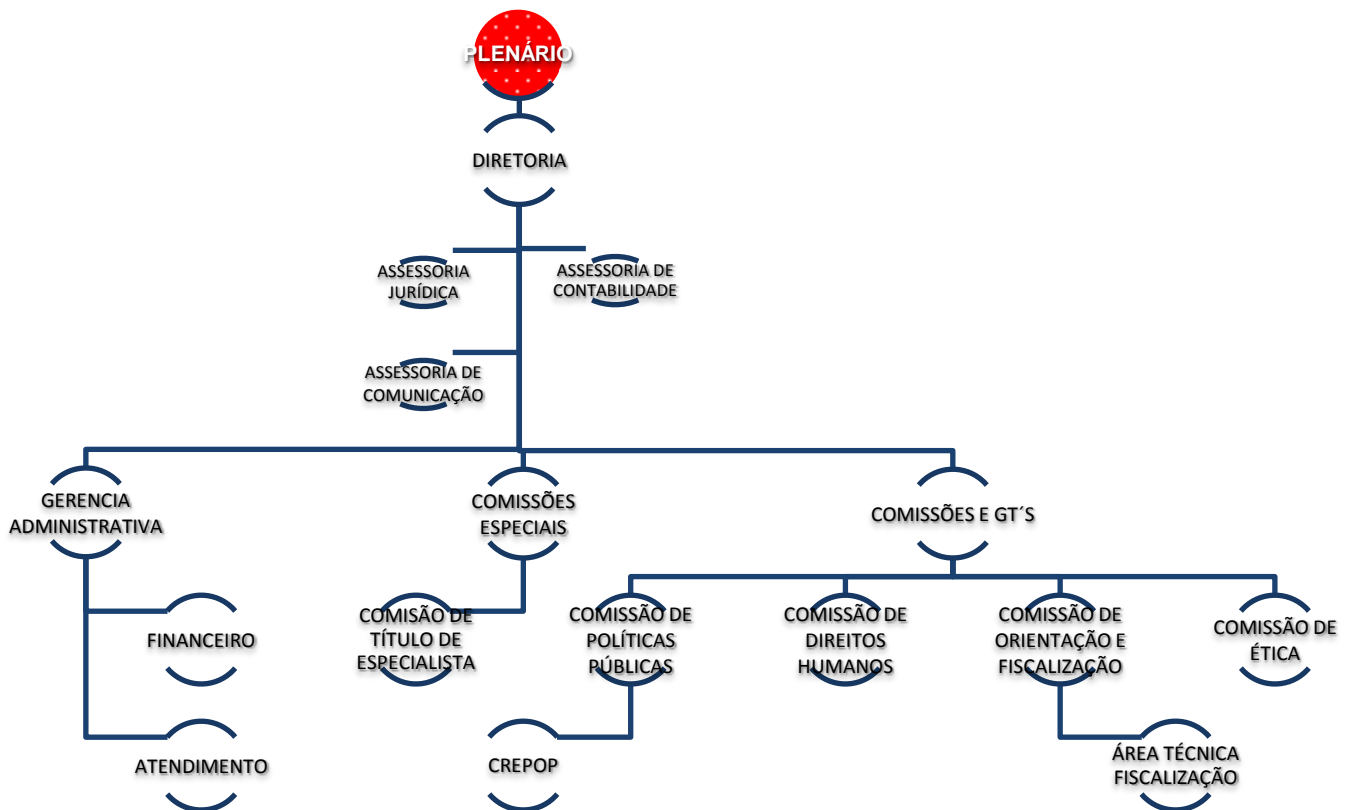 PLENÁRIO
DIRETORIA
ASSESSORIA
JURÍDICA
ASSESSORIA DE
CONTABILIDADE
ASSESSORIA DE
COMUNICAÇÃO
GERENCIA
ADMINISTRATIVA
COMISSÕES
ESPECIAIS
COMISSÕES E GT´S
FINANCEIRO
COMISÃO DE
TÍTULO DE
ESPECIALISTA
COMISSÃO DE
POLÍTICAS
PÚBLICAS
COMISSÃO DE
DIREITOS
HUMANOS
COMISSÃO DE
ORIENTAÇÃO E
FISCALIZAÇÃO
COMISSÃO DE
ÉTICA
ATENDIMENTO
CREPOP
ÁREA TÉCNICA
FISCALIZAÇÃO